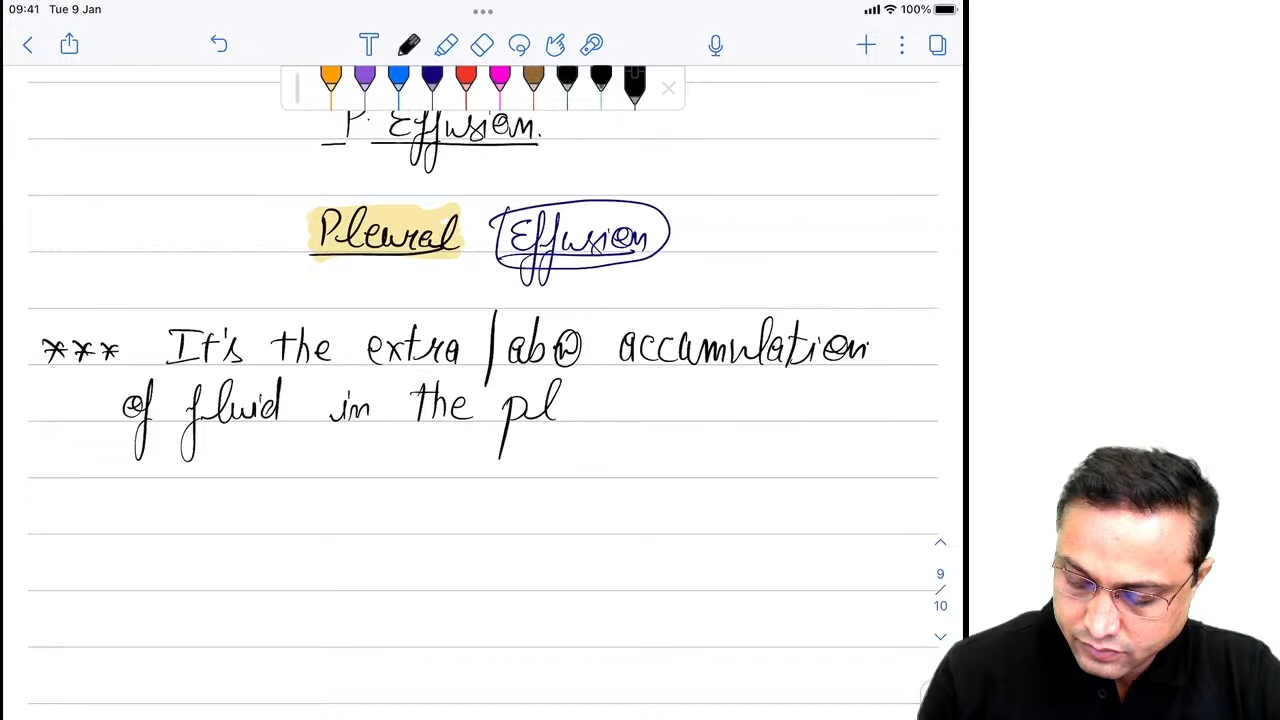 09:41 Tue 9 Jan
100%
P. Effusion.
Pleural Effusion
*** It's the extra / abⓝ accumulation
of fluid in the pl
9
/
10